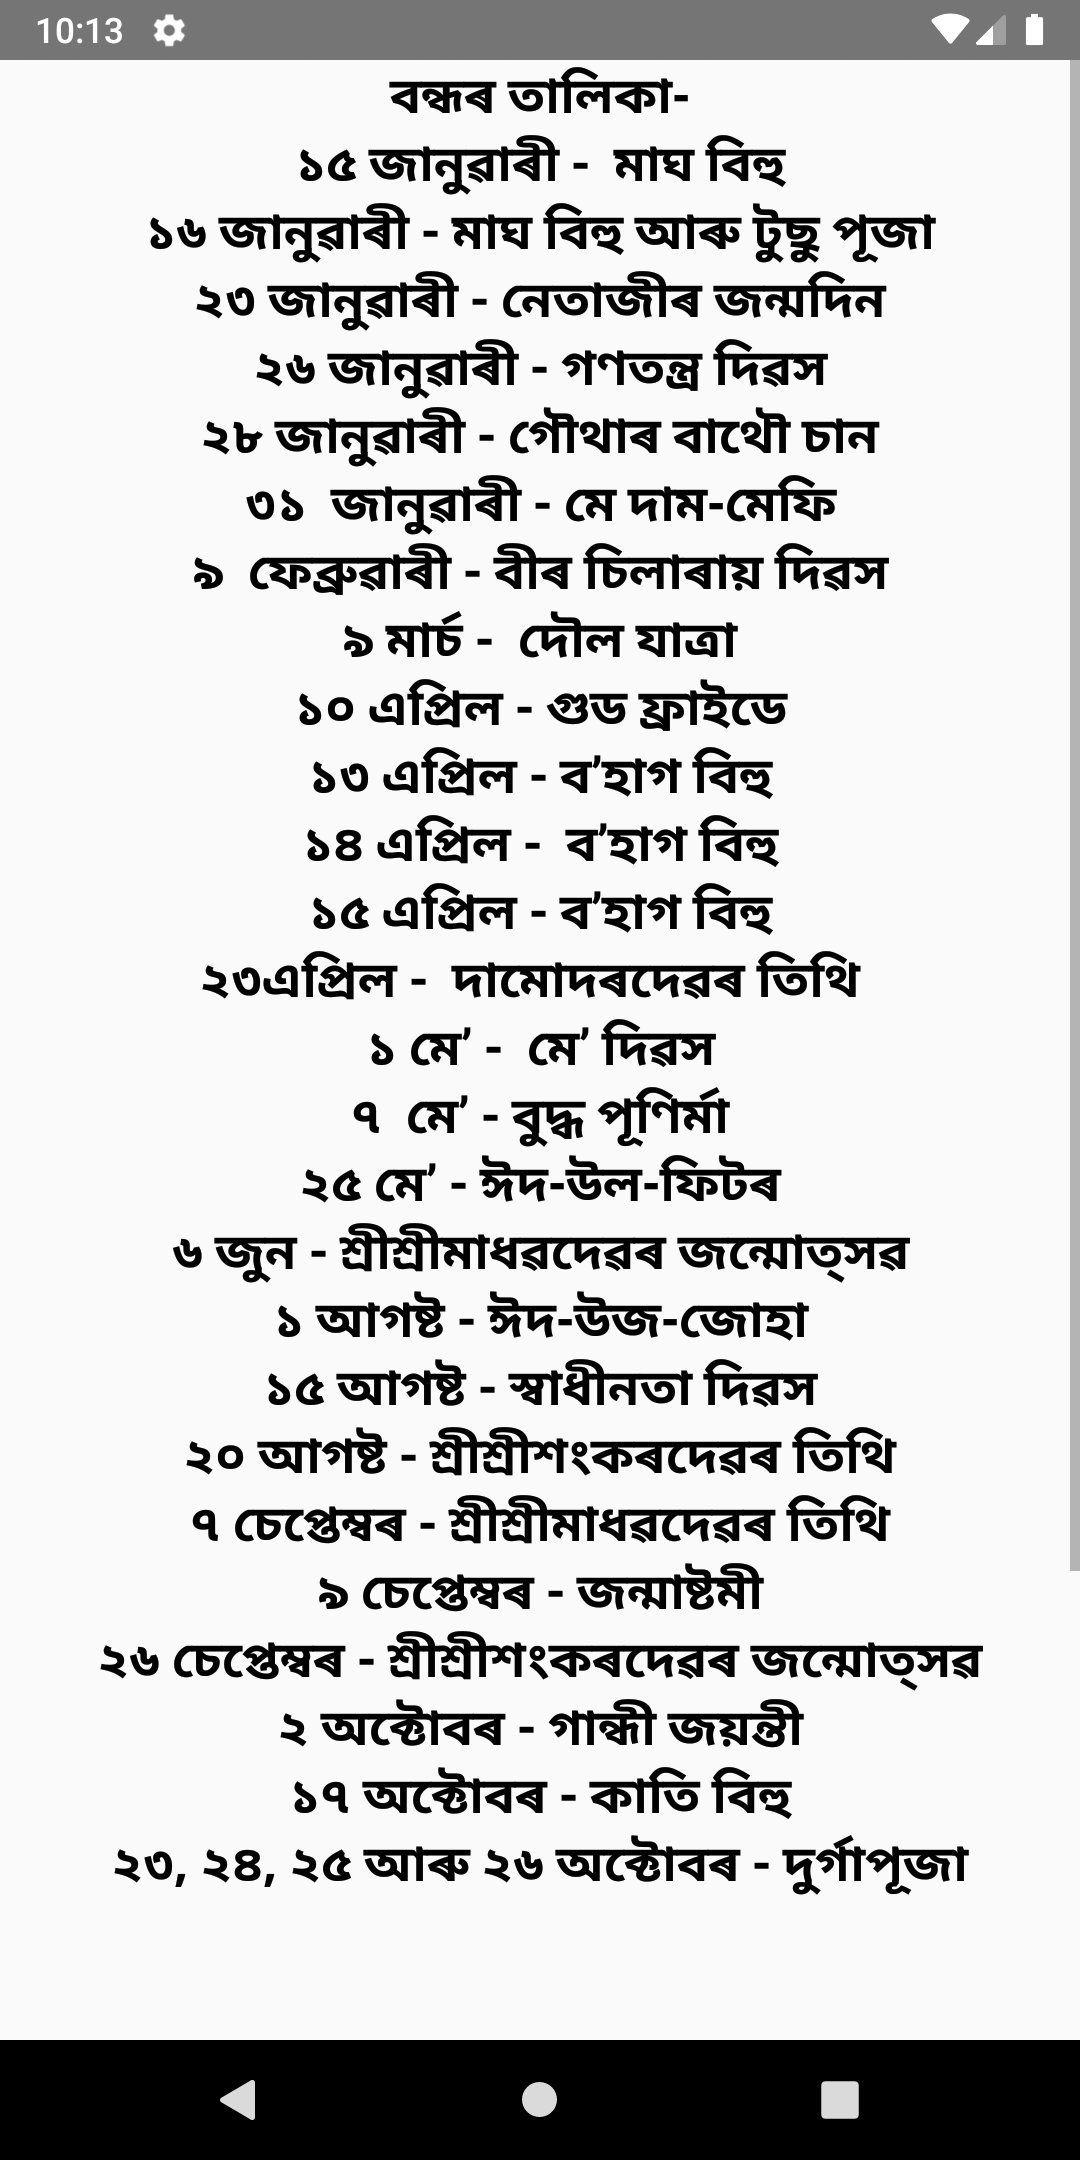 10:13
বন্ধৰ তালিকা-
১৫ জানুৱাৰী - মাঘ বিহু
১৬ জানুৱাৰী - মাঘ বিহু আৰু টুছু পূজা
২৩ জানুৱাৰী - নেতাজীৰ জন্মদিন
২৬ জানুৱাৰী - গণতন্ত্ৰ দিৱস
২৮ জানুৱাৰী - গৌথাৰ বাথৌ চান
৩১ জানুৱাৰী - মে দাম-মেফি
৯ ফেব্ৰুৱাৰী - বীৰ চিলাৰায় দিৱস
৯ মাৰ্চ - দৌল যাত্ৰা
১০ এপ্ৰিল - গুড ফ্ৰাইডে
১৩ এপ্ৰিল - ব’হাগ বিহু
১৪ এপ্ৰিল - ব’হাগ বিহু
১৫ এপ্ৰিল - ব’হাগ বিহু
২৩এপ্ৰিল - দামোদৰদেৱৰ তিথি
১ মে’ - মে’ দিৱস
৭ মে’ - বুদ্ধ পূণিৰ্মা
২৫ মে’ - ঈদ-উল-ফিটৰ
৬ জুন - শ্ৰীশ্ৰীমাধৱদেৱৰ জন্মোত্‍সৱ
১ আগষ্ট - ঈদ-উজ-জোহা
১৫ আগষ্ট - স্বাধীনতা দিৱস
২০ আগষ্ট - শ্ৰীশ্ৰীশংকৰদেৱৰ তিথি
৭ চেপ্তেম্বৰ - শ্ৰীশ্ৰীমাধৱদেৱৰ তিথি
৯ চেপ্তেম্বৰ - জন্মাষ্টমী
২৬ চেপ্তেম্বৰ - শ্ৰীশ্ৰীশংকৰদেৱৰ জন্মোত্‍সৱ
২ অক্টোবৰ - গান্ধী জয়ন্তী
১৭ অক্টোবৰ - কাতি বিহু
২৩, ২৪, ২৫ আৰু ২৬ অক্টোবৰ - দুৰ্গাপূজা